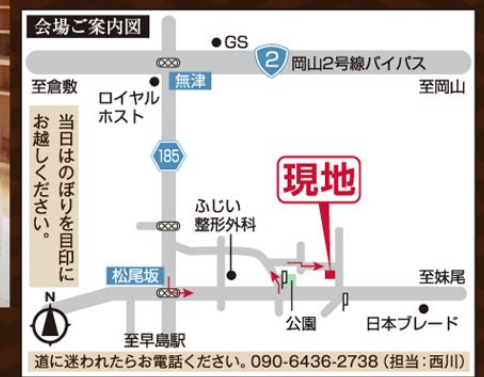 会場ご案内図
GS
2
岡山2号線バイパス
至倉敷
無津
至岡山
ロイヤル
ホスト
当日はのぼりを目印に
お越しください。
185
現地
ふじい
整形外科
松尾坂
至妹尾
N
公園
日本ブレード
至早島駅
道に迷われたらお電話ください。090-6436-2738(担当:西川)